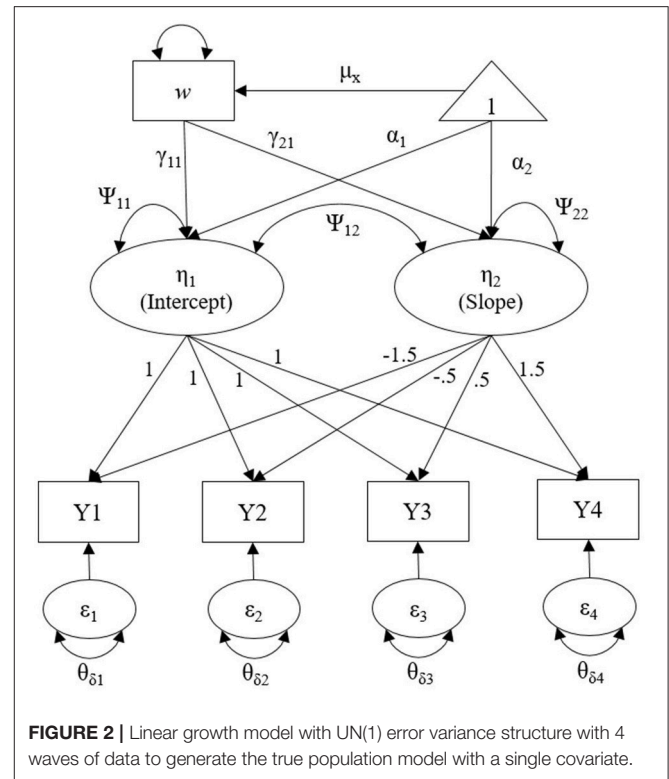 w
μx
1
γ11
γ21
α1
α2
Ψ11
Ψ12
Ψ22
η1
(Intercept)
η2
(Slope)
1
1
1
1
-1.5
-.5
.5
1.5
Y1
Y2
Y3
Y4
ε1
ε2
ε3
ε4
θδ1
θδ2
θδ3
θδ4
FIGURE 2 | Linear growth model with UN(1) error variance structure with 4
waves of data to generate the true population model with a single covariate.